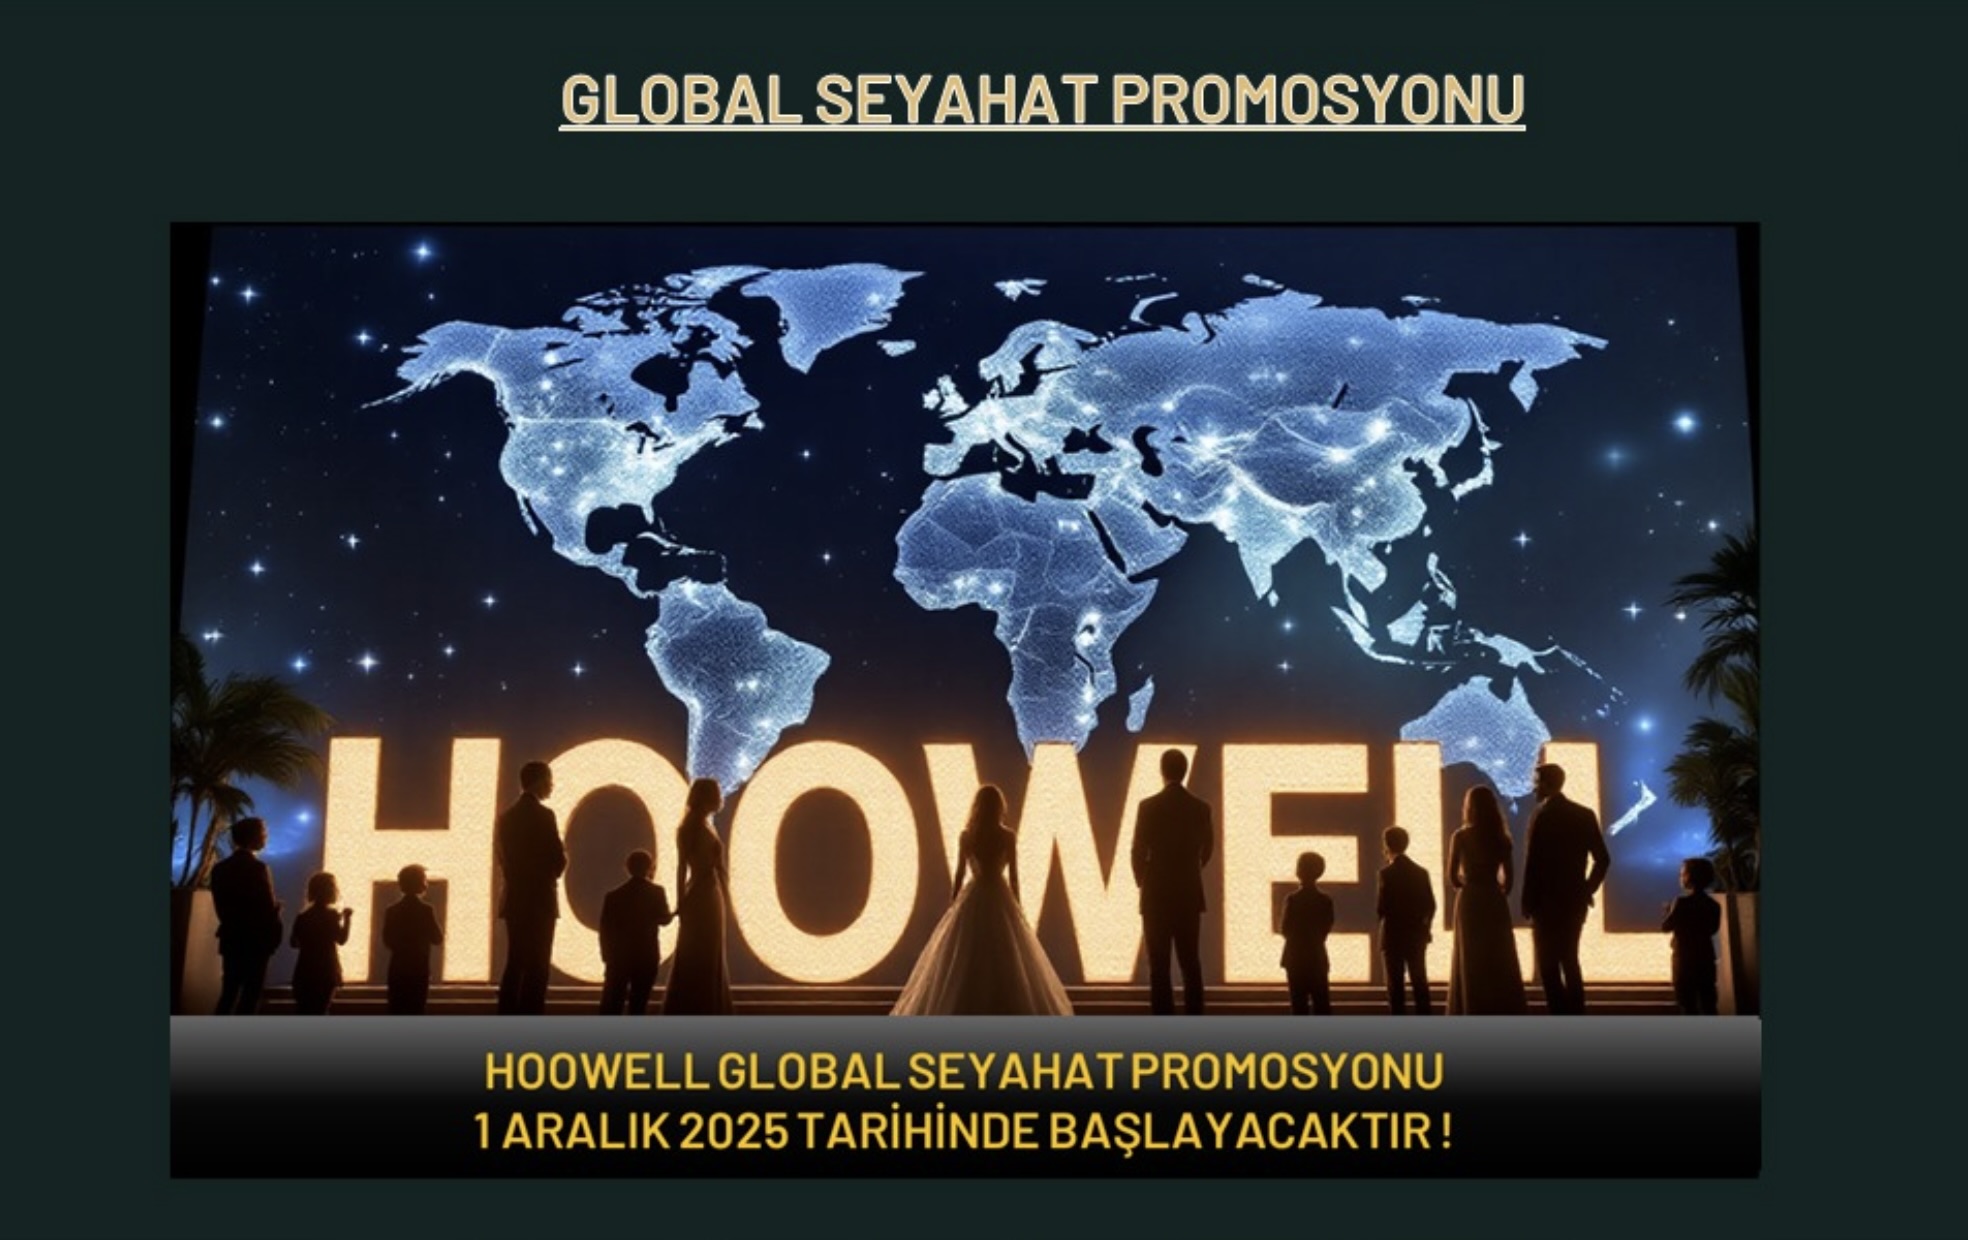 GLOBAL SEYAHAT PROMOSYONU
HOOWELL
HOOWELL GLOBAL SEYAHAT PROMOSYONU
1 ARALIK 2025 TARİHİNDE BAŞLAYACAKTIR !